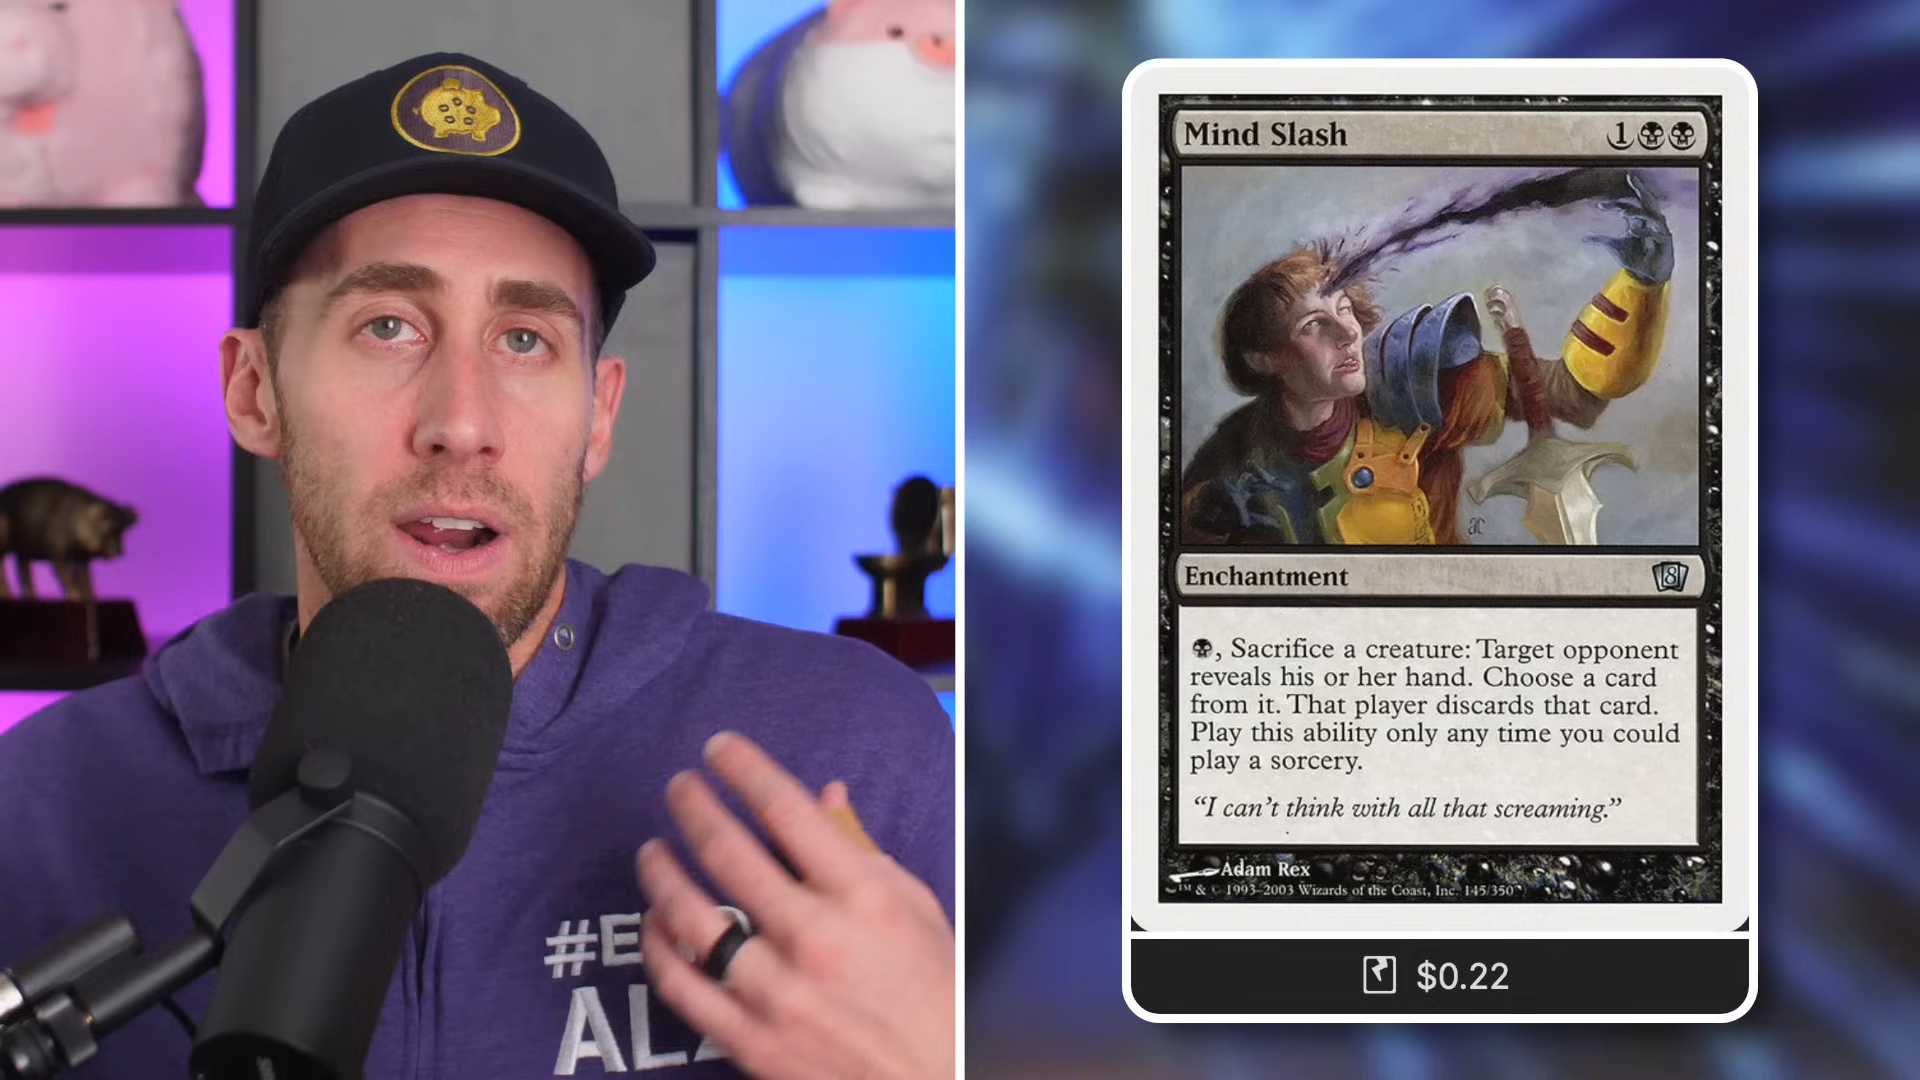 #E
AL
Mind Slash 1
Enchantment 8
, Sacrifice a creature: Target opponent
reveals his or her hand. Choose a card
from it. That player discards that card.
Play this ability only any time you could
play a sorcery.
“I can’t think with all that screaming.”
Adam Rex
™ & © 1993–2003 Wizards of the Coast, Inc. 145/350
$0.22